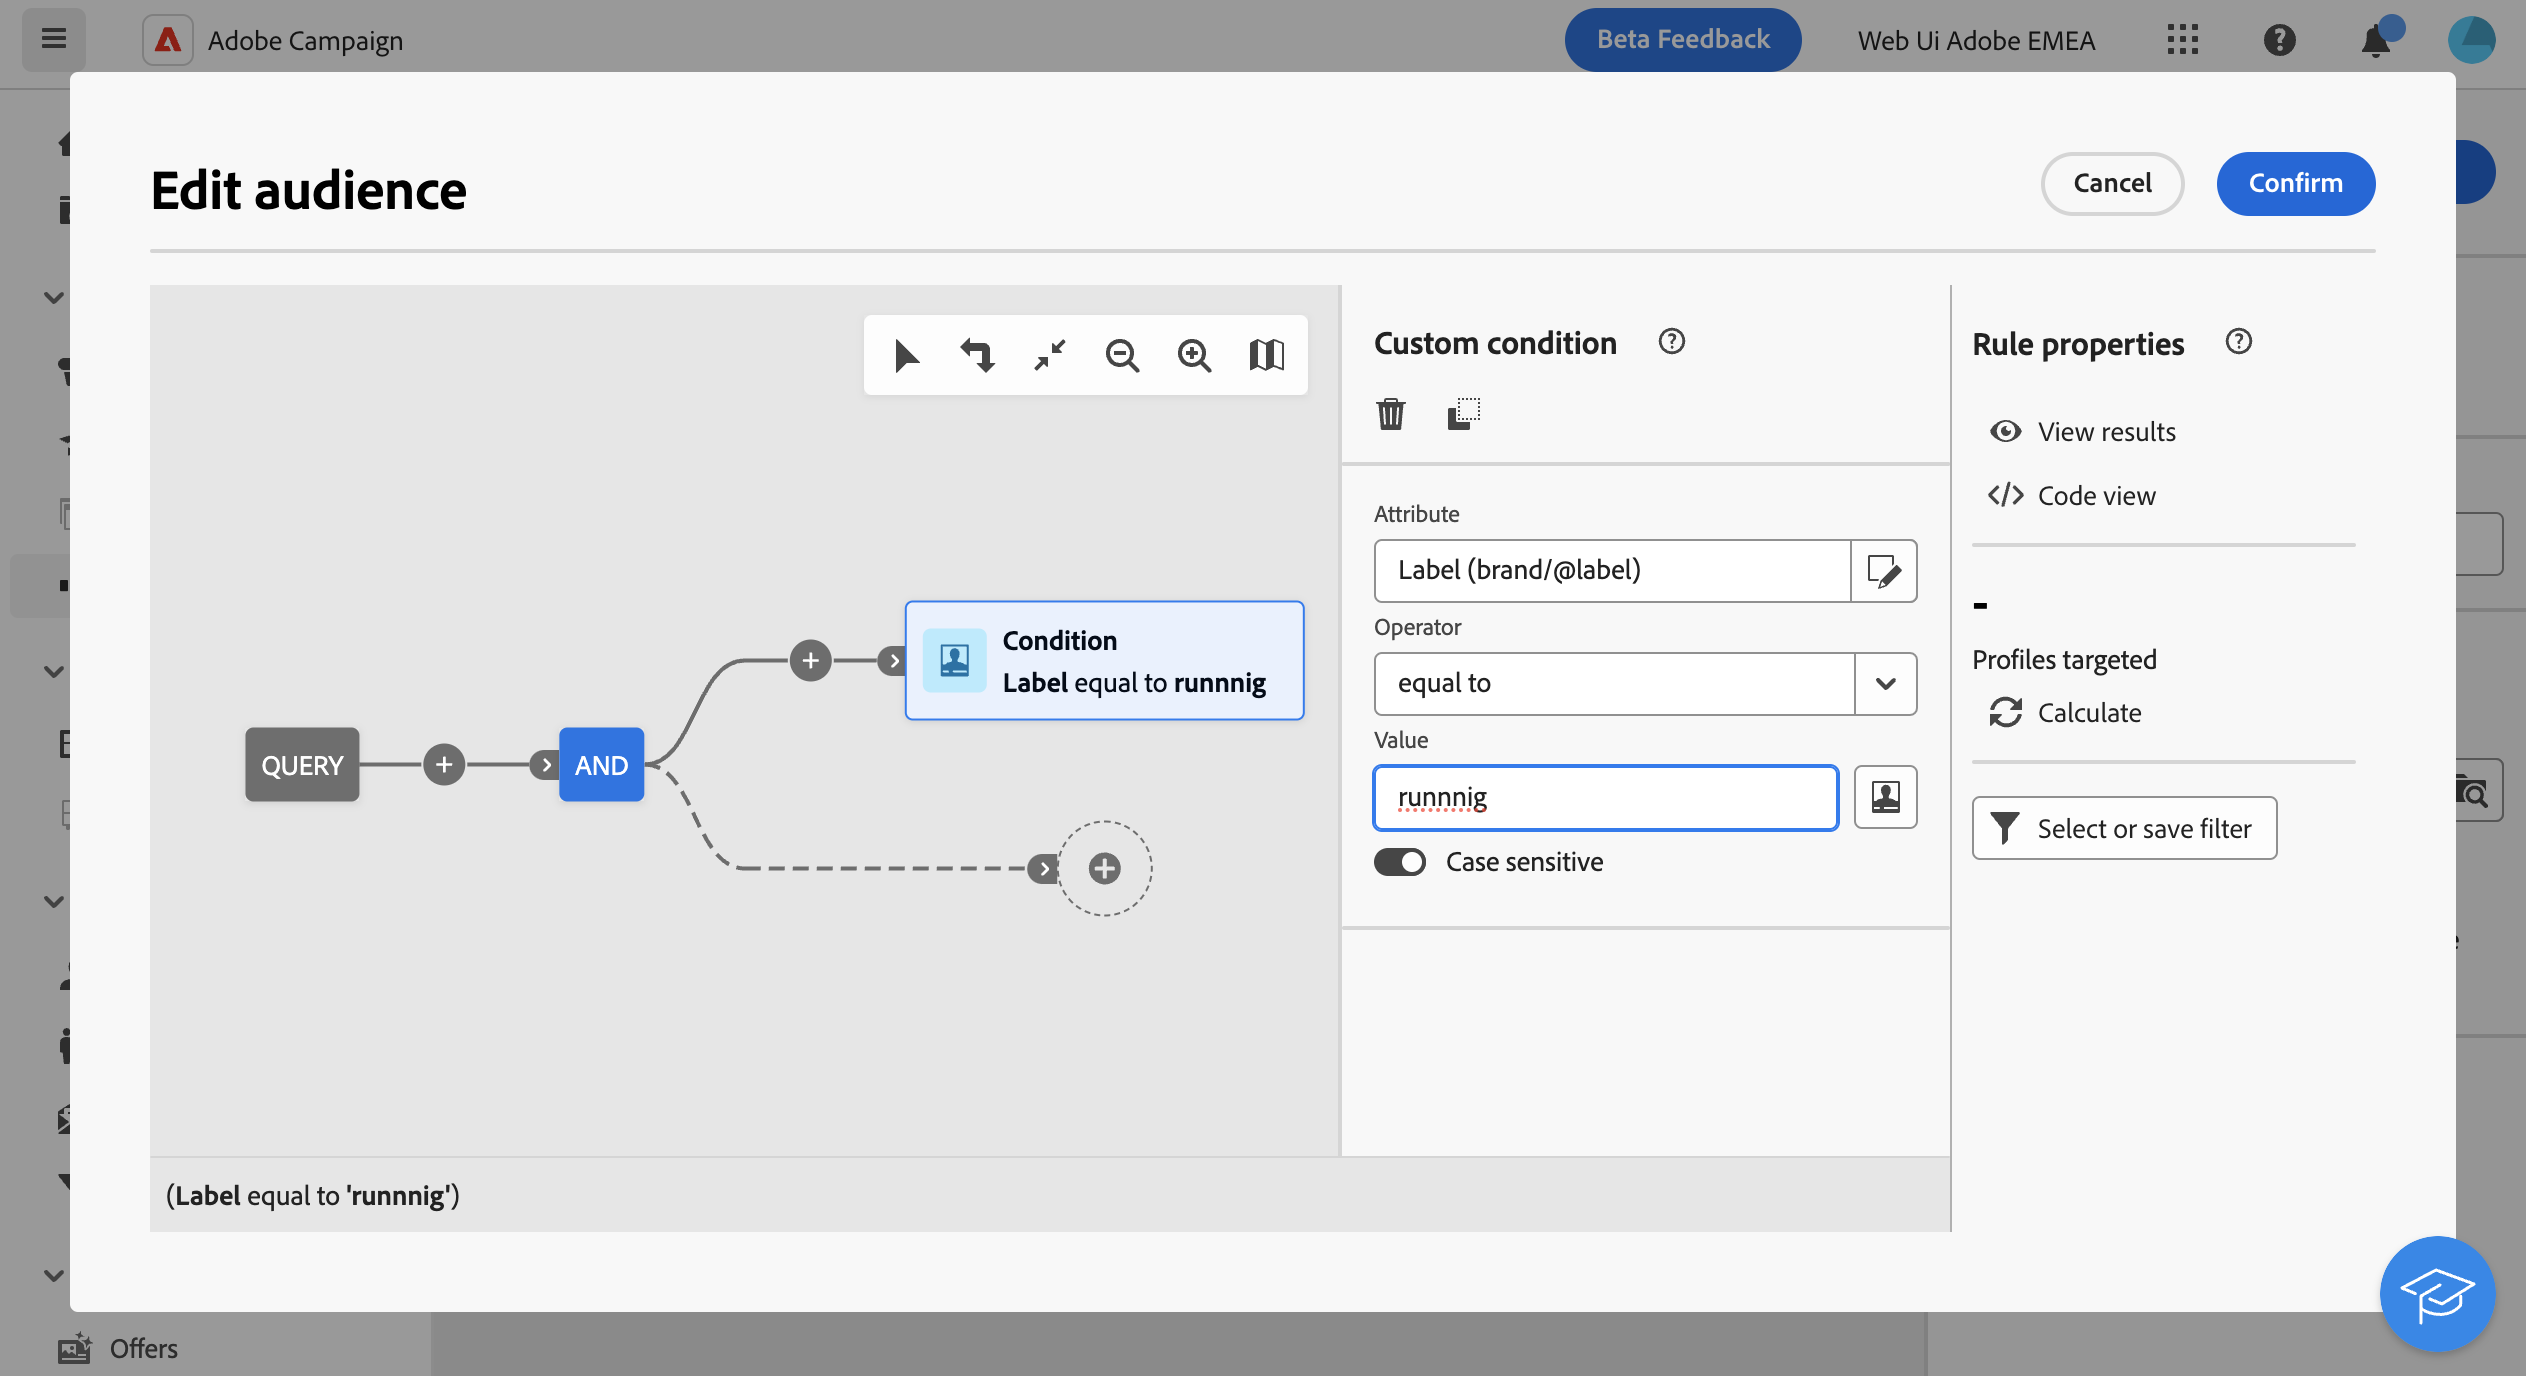 Adobe Campaign
Beta Feedback
Web Ui Adobe EMEA
Edit audience
Cancel
Confirm
Custom condition
Rule properties
View results
Code view
Attribute
Label (brand/@label)
Operator
equal to
Value
runnnig
Case sensitive
Profiles targeted
Calculate
Select or save filter
QUERY
AND
Condition
Label equal to runnnig
(Label equal to 'runnnig')
Offers